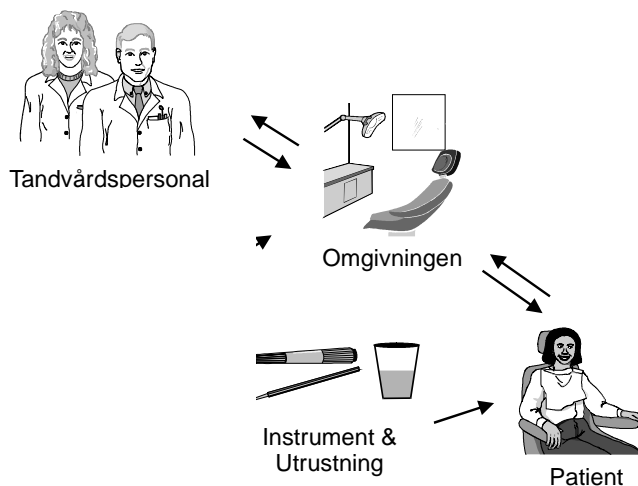 Tandvårdspersonal
Omgivningen
Instrument &
Utrustning
Patient